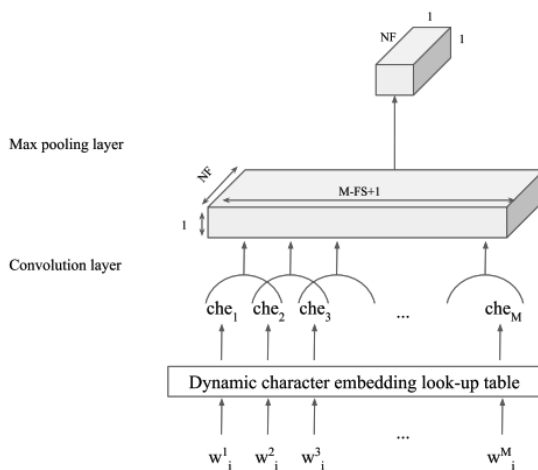 1
NF
1
Max pooling layer
NF
M-FS+1
1
Convolution layer
che₁ che₂ che₃ ... che_M
Dynamic character embedding look-up table
w¹ᵢ w²ᵢ w³ᵢ ... wᴹᵢ